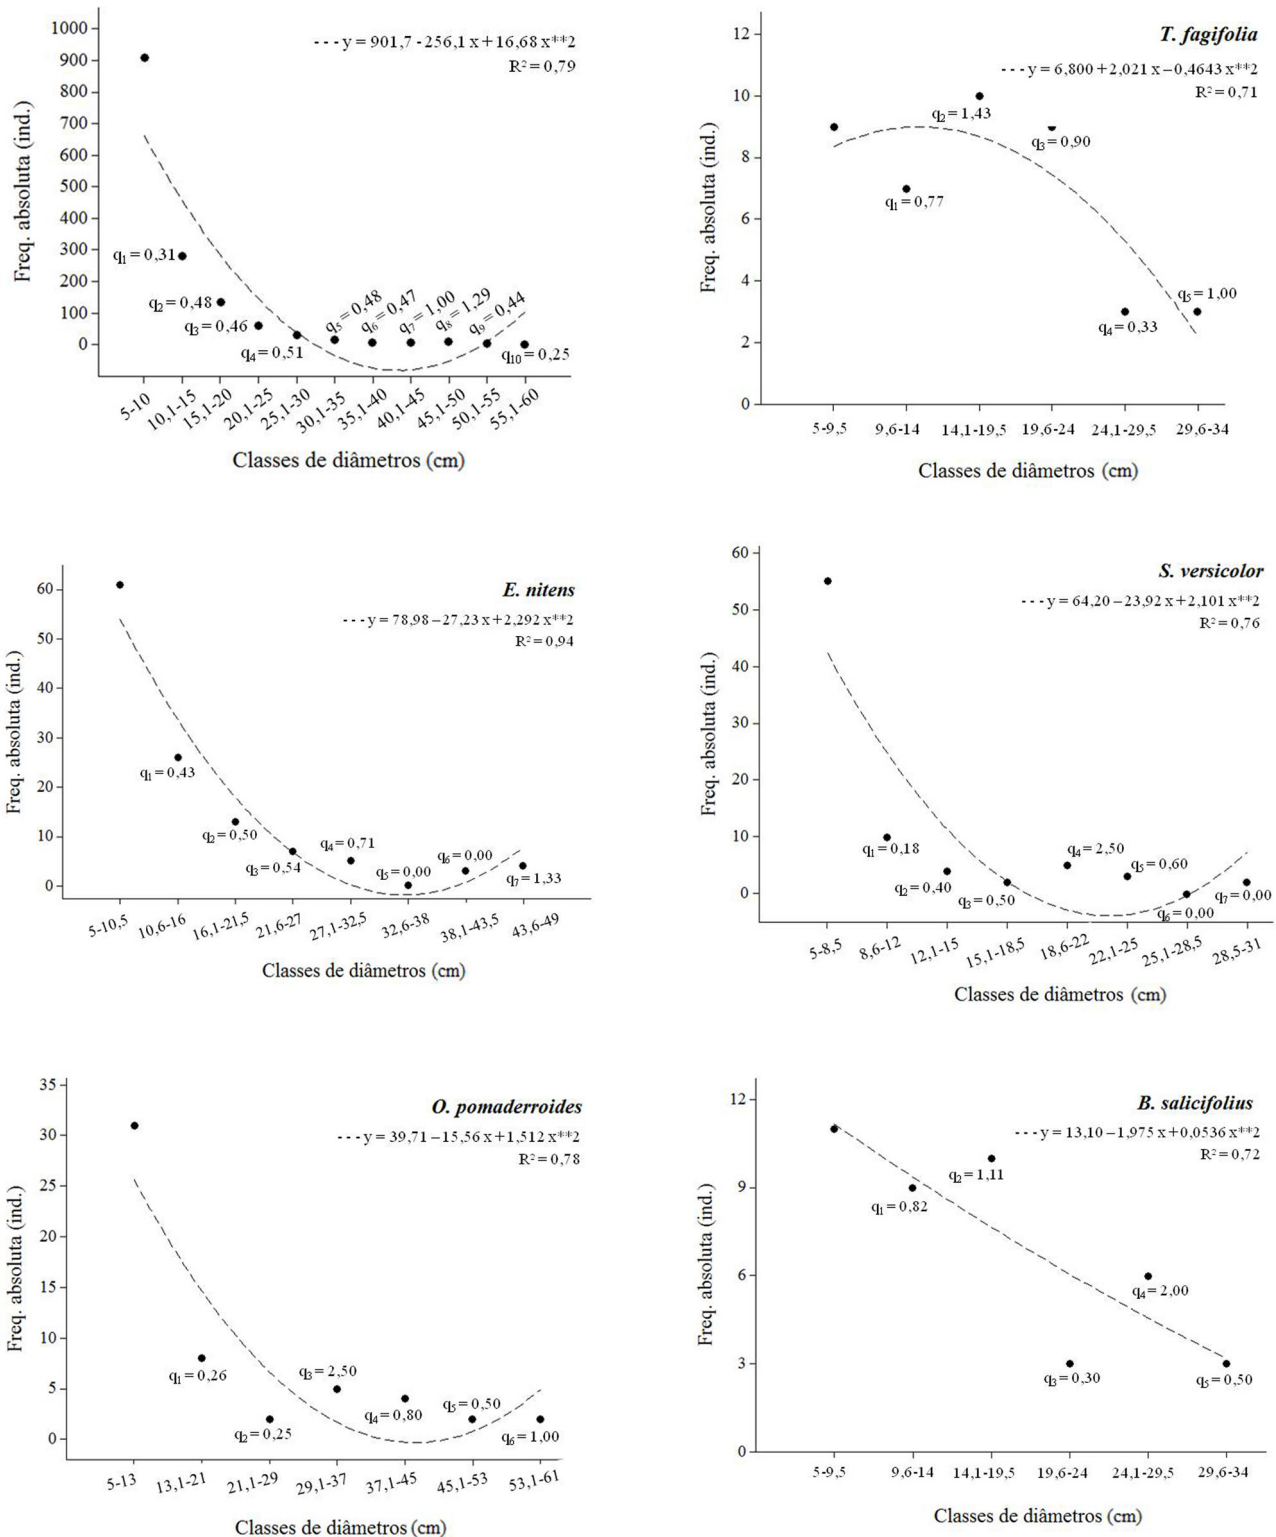 Freq. absoluta (ind.)
1000
900
800
700
600
500
400
300
200
100
0
--- y = 901,7 - 256,1 x + 16,68 x**2
R² = 0,79
q₁ = 0,31
q₂ = 0,48
q₃ = 0,46
q₄ = 0,51
q₅ = 0,48
q₆ = 0,47
q₇ = 1,00
q₈ = 1,29
q₉ = 0,44
q₁₀ = 0,25
5-10
10,1-15
15,1-20
20,1-25
25,1-30
30,1-35
35,1-40
40,1-45
45,1-50
50,1-55
55,1-60
Classes de diâmetros (cm)
Freq. absoluta (ind.)
12
10
8
6
4
2
0
T. fagifolia
--- y = 6,800 + 2,021 x - 0,4643 x**2
R² = 0,71
q₁ = 0,77
q₂ = 1,43
q₃ = 0,90
q₄ = 0,33
q₅ = 1,00
5-9,5
9,6-14
14,1-19,5
19,6-24
24,1-29,5
29,6-34
Classes de diâmetros (cm)
Freq. absoluta (ind.)
60
50
40
30
20
10
0
E. nitens
--- y = 78,98 - 27,23 x + 2,292 x**2
R² = 0,94
q₁ = 0,43
q₂ = 0,50
q₃ = 0,54
q₄ = 0,71
q₅ = 0,00
q₆ = 0,00
q₇ = 1,33
5-10,5
10,6-16
16,1-21,5
21,6-27
27,1-32,5
32,6-38
38,1-43,5
43,6-49
Classes de diâmetros (cm)
Freq. absoluta (ind.)
60
50
40
30
20
10
0
S. versicolor
--- y = 64,20 - 23,92 x + 2,101 x**2
R² = 0,76
q₁ = 0,18
q₂ = 0,40
q₃ = 0,50
q₄ = 2,50
q₅ = 0,60
q₆ = 0,00
q₇ = 0,00
5-8,5
8,6-12
12,1-15
15,1-18,5
18,6-22
22,1-25
25,1-28,5
28,5-31
Classes de diâmetros (cm)
Freq. absoluta (ind.)
35
30
25
20
15
10
5
0
O. pomaderroides
--- y = 39,71 - 15,56 x + 1,512 x**2
R² = 0,78
q₁ = 0,26
q₂ = 0,25
q₃ = 2,50
q₄ = 0,80
q₅ = 0,50
q₆ = 1,00
5-13
13,1-21
21,1-29
29,1-37
37,1-45
45,1-53
53,1-61
Classes de diâmetros (cm)
Freq. absoluta (ind.)
12
9
6
3
0
B. salicifolius
--- y = 13,10 - 1,975 x + 0,0536 x**2
R² = 0,72
q₁ = 0,82
q₂ = 1,11
q₃ = 0,30
q₄ = 2,00
q₅ = 0,50
5-9,5
9,6-14
14,1-19,5
19,6-24
24,1-29,5
29,6-34
Classes de diâmetros (cm)